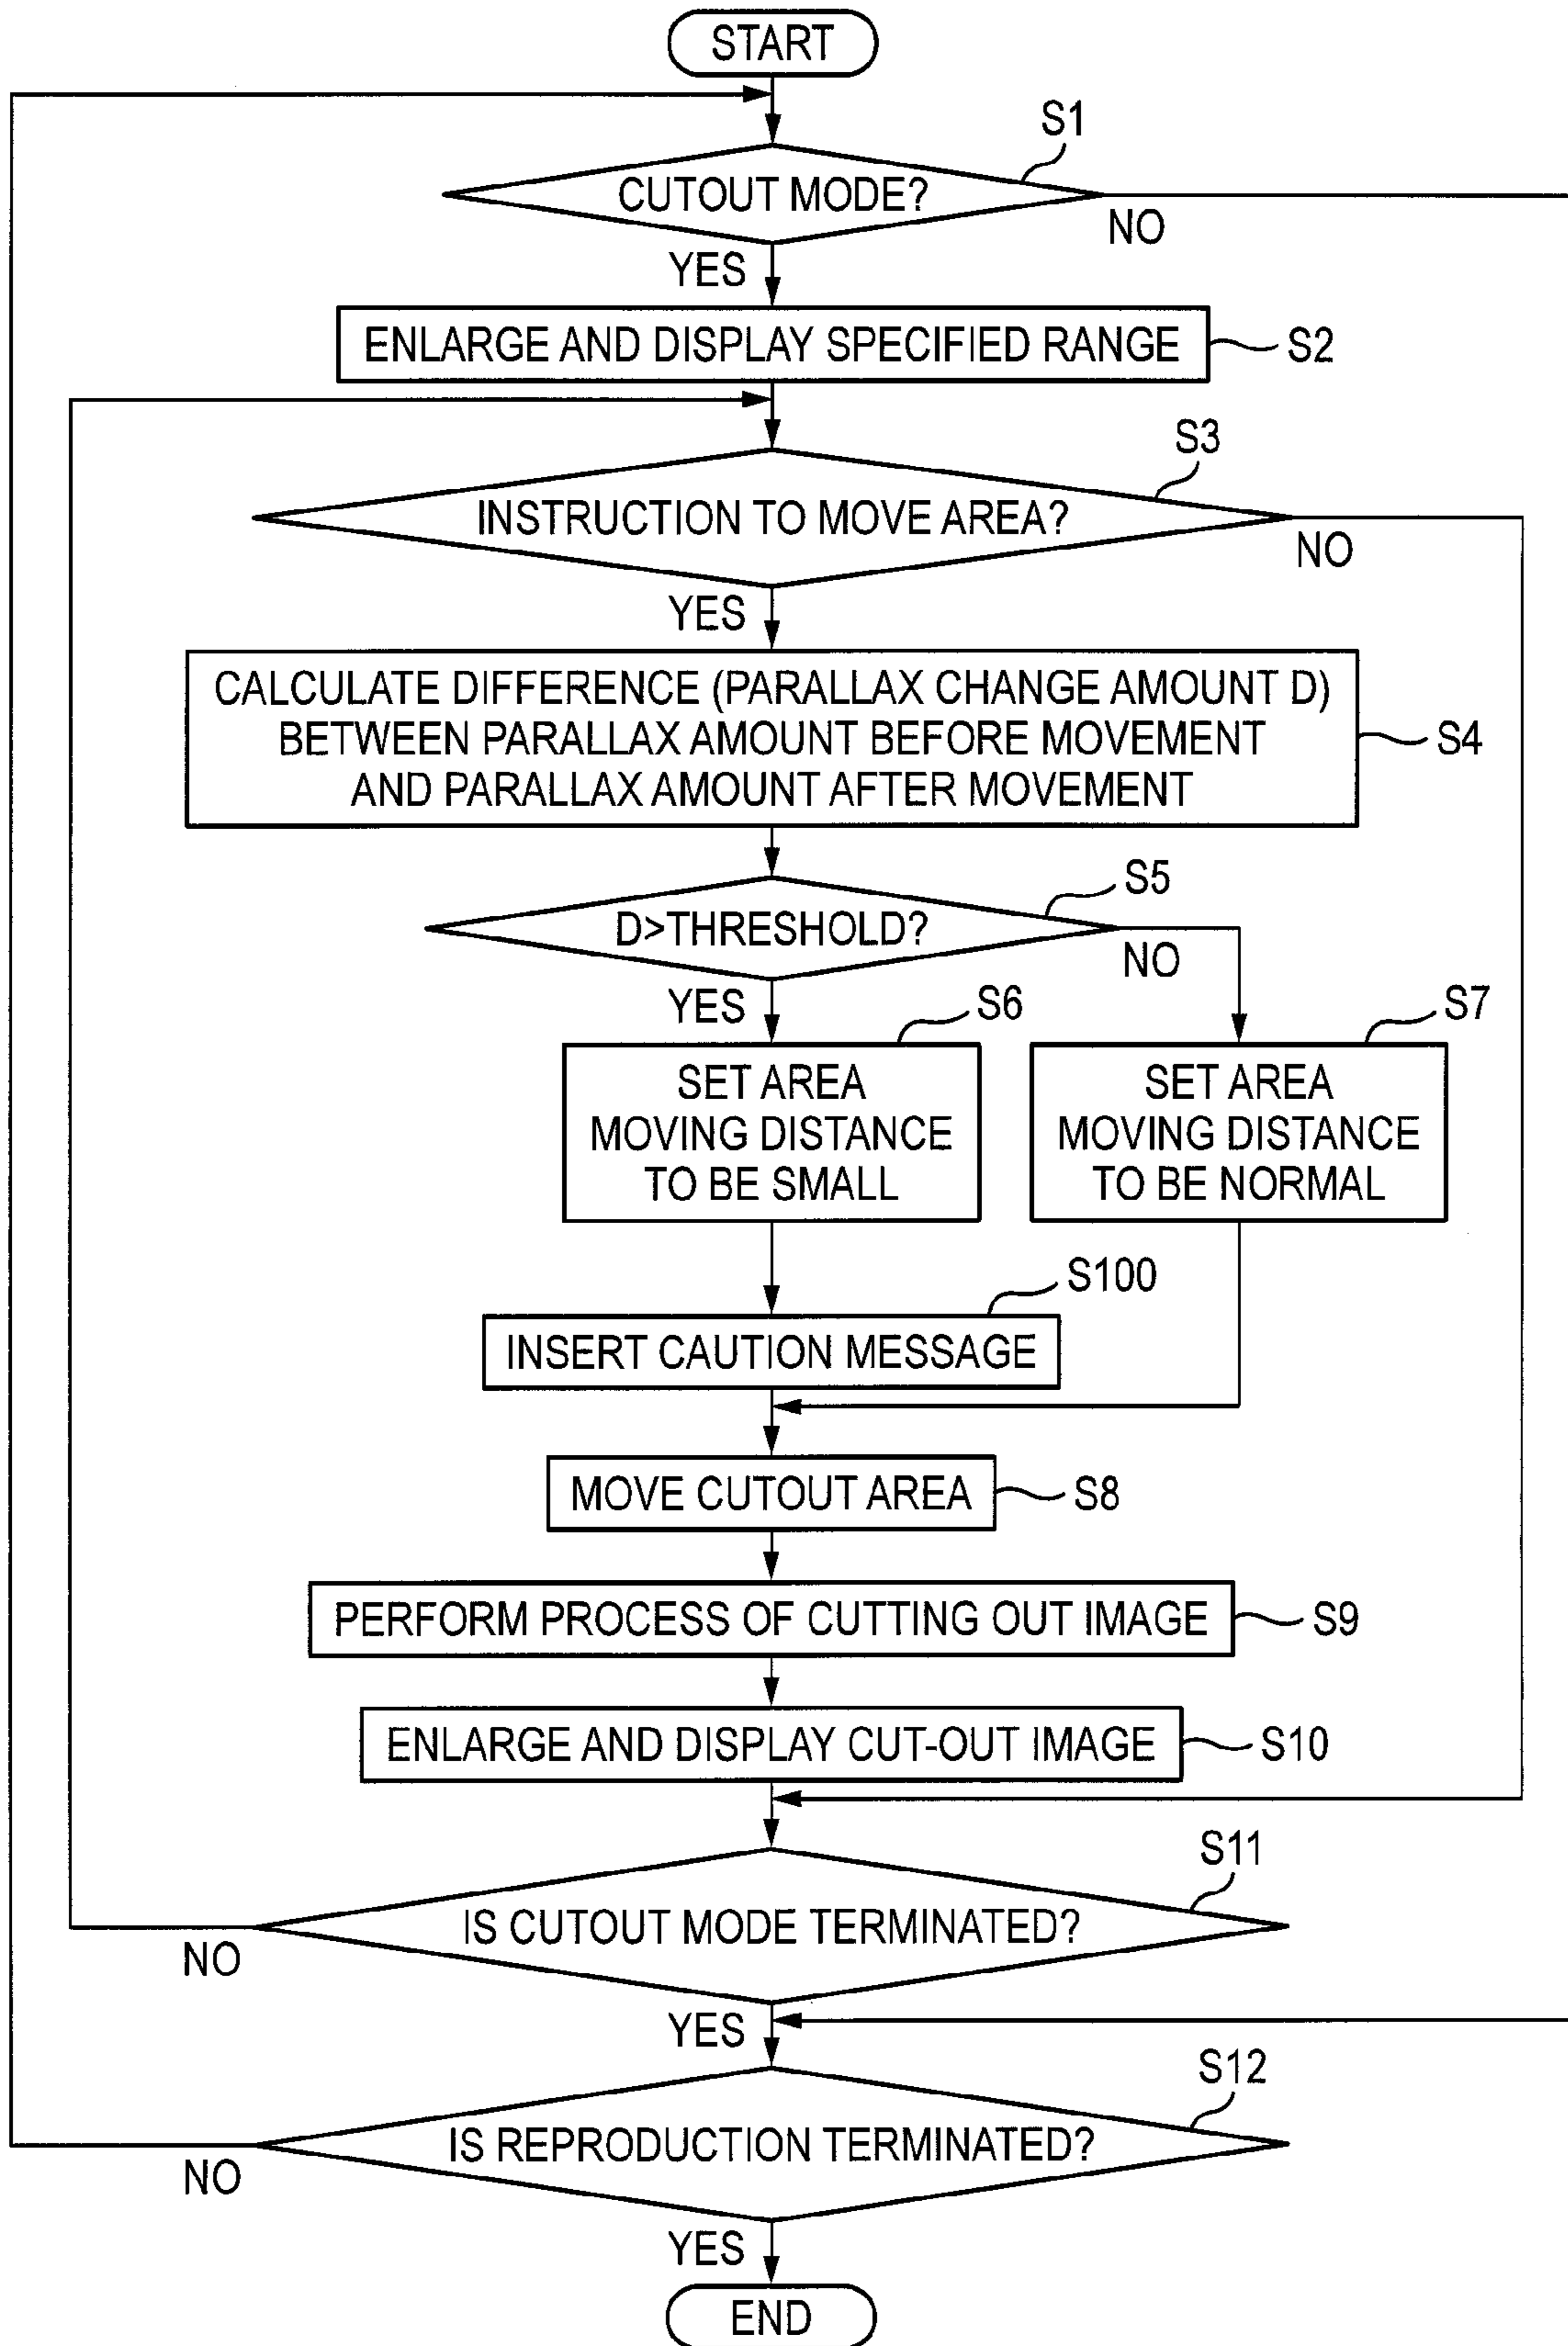 START
S1
CUTOUT MODE?
NO
YES
ENLARGE AND DISPLAY SPECIFIED RANGE
S2
S3
INSTRUCTION TO MOVE AREA?
NO
YES
CALCULATE DIFFERENCE (PARALLAX CHANGE AMOUNT D)
BETWEEN PARALLAX AMOUNT BEFORE MOVEMENT
AND PARALLAX AMOUNT AFTER MOVEMENT
S4
S5
D>THRESHOLD?
NO
YES
S6
S7
SET AREA
MOVING DISTANCE
TO BE SMALL
SET AREA
MOVING DISTANCE
TO BE NORMAL
S100
INSERT CAUTION MESSAGE
MOVE CUTOUT AREA
S8
PERFORM PROCESS OF CUTTING OUT IMAGE
S9
ENLARGE AND DISPLAY CUT-OUT IMAGE
S10
S11
IS CUTOUT MODE TERMINATED?
NO
YES
S12
IS REPRODUCTION TERMINATED?
NO
YES
END